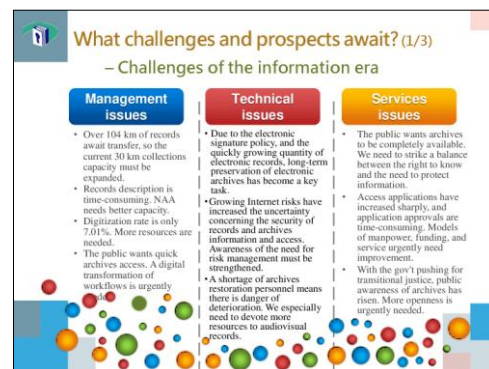 What challenges and prospects await? (1/3)
– Challenges of the information era
Management
issues
• Over 104 km of records
await transfer, so the
current 30 km collections
capacity must be
expanded.
• Records description is
time-consuming. NAA
needs better capacity.
• Digitization rate is only
7.01%. More resources are
needed.
• The public wants quick
archives access. A digital
transformation of
workflows is urgently
Technical
issues
• Due to the electronic
signature policy, and the
quickly growing quantity of
electronic records, long-term
preservation of electronic
archives has become a key
task.
• Growing Internet risks have
increased the uncertainty
concerning the security of
records and archives
information and access.
Awareness of the need for
risk management must be
strengthened.
• A shortage of archives
restoration personnel means
there is danger of
deterioration. We especially
need to devote more
resources to audiovisual
records.
Services
issues
• The public wants archives
to be completely available.
We need to strike a balance
between the right to know
and the need to protect
information.
• Access applications have
increased sharply, and
application approvals are
time-consuming. Models
of manpower, funding, and
service urgently need
improvement.
• With the gov't pushing for
transitional justice, public
awareness of archives has
risen. More openness is
urgently needed.